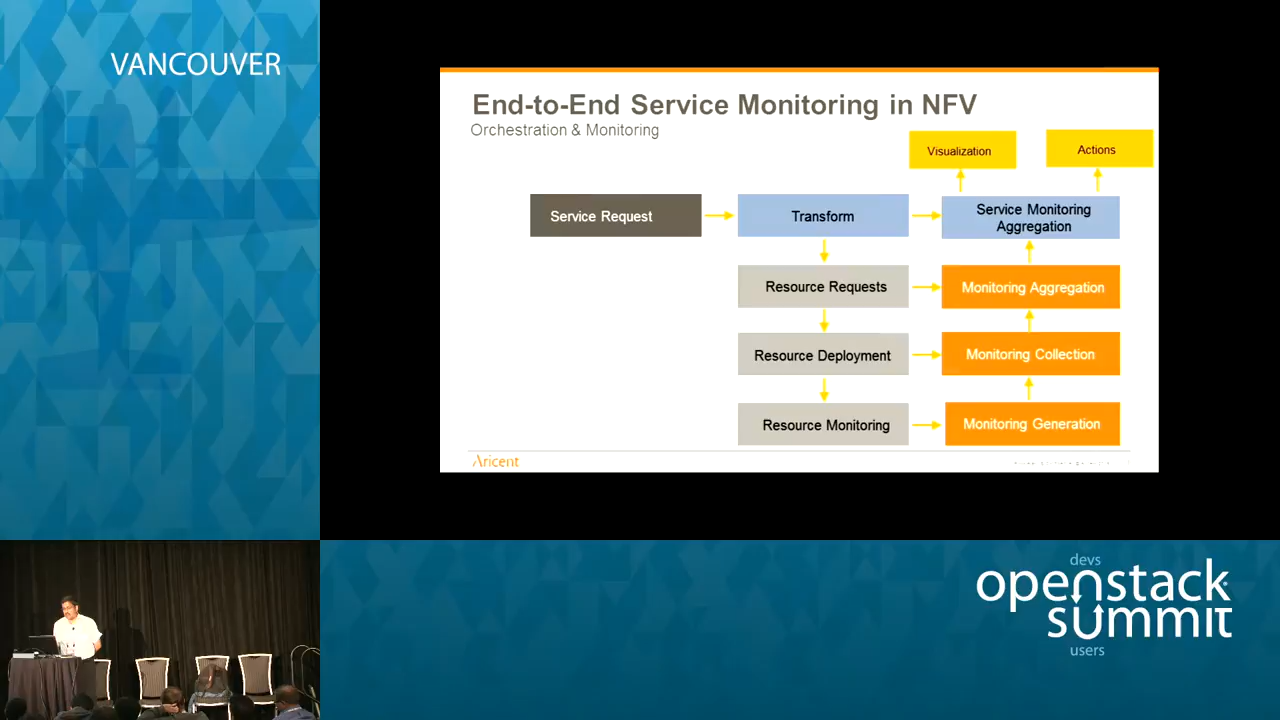 VANCOUVER
End-to-End Service Monitoring in NFV
Orchestration & Monitoring
Visualization
Actions
Service Request
Transform
Service Monitoring
Aggregation
Resource Requests
Monitoring Aggregation
Resource Deployment
Monitoring Collection
Resource Monitoring
Monitoring Generation
Aricent
devs
openstack
summit
users